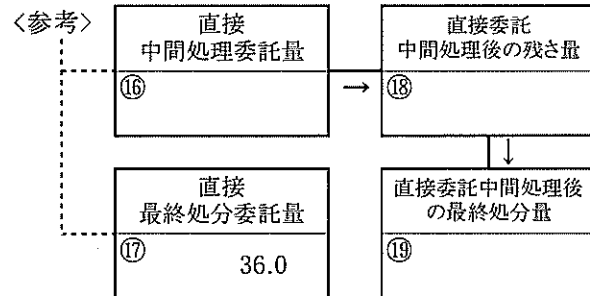 〈参考〉
直接
中間処理委託量
⑯
→
直接委託
中間処理後の残さ量
⑱
↓
直接
最終処分委託量
⑰
36.0
直接委託中間処理後
の最終処分量
⑲